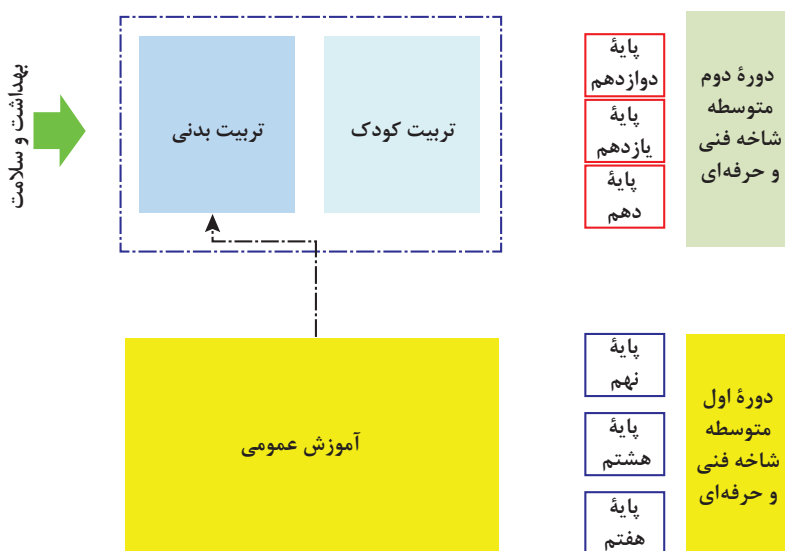 دورهٔ دوم
متوسطه
شاخه فنی
و حرفه‌ای
پایهٔ
دوازدهم
پایهٔ
یازدهم
پایهٔ
دهم
تربیت کودک
تربیت بدنی
بهداشت و سلامت
دورهٔ اول
متوسطه
شاخه فنی
و حرفه‌ای
پایهٔ
نهم
پایهٔ
هشتم
پایهٔ
هفتم
آموزش عمومی